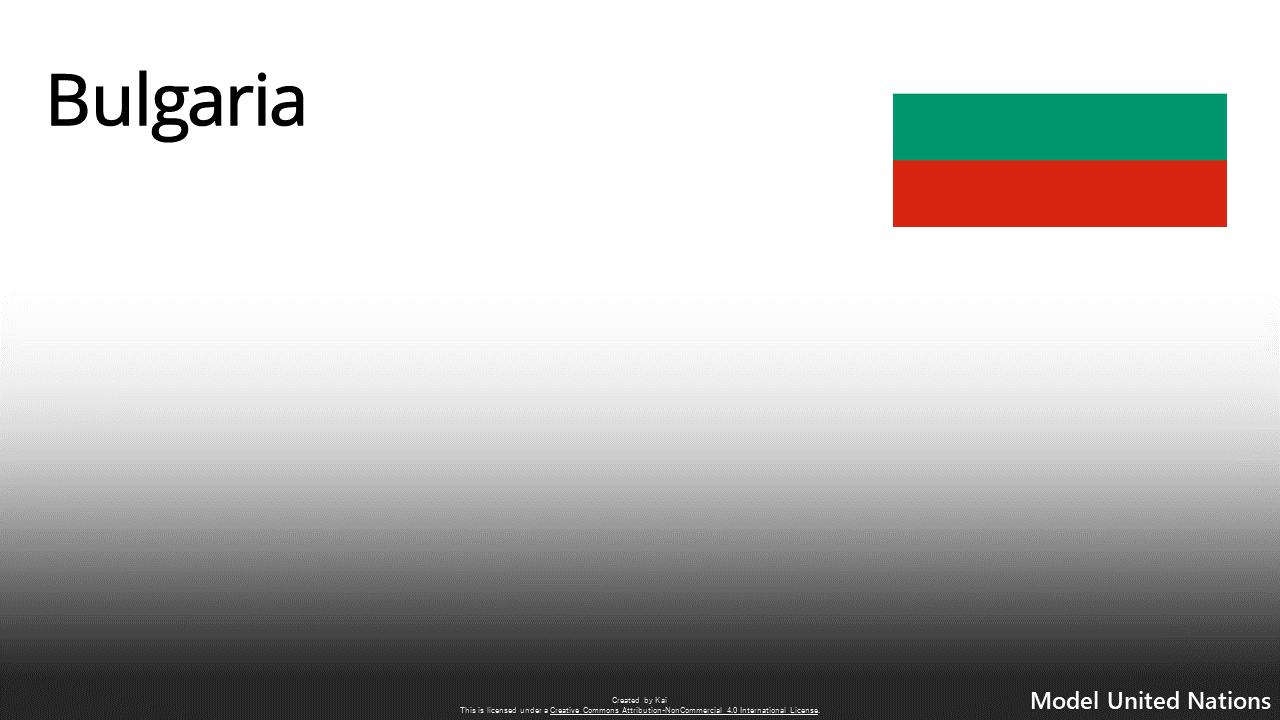 Bulgaria
Created by Kai
This is licensed under a Creative Commons Attribution-NonCommercial 4.0 International License.
Model United Nations